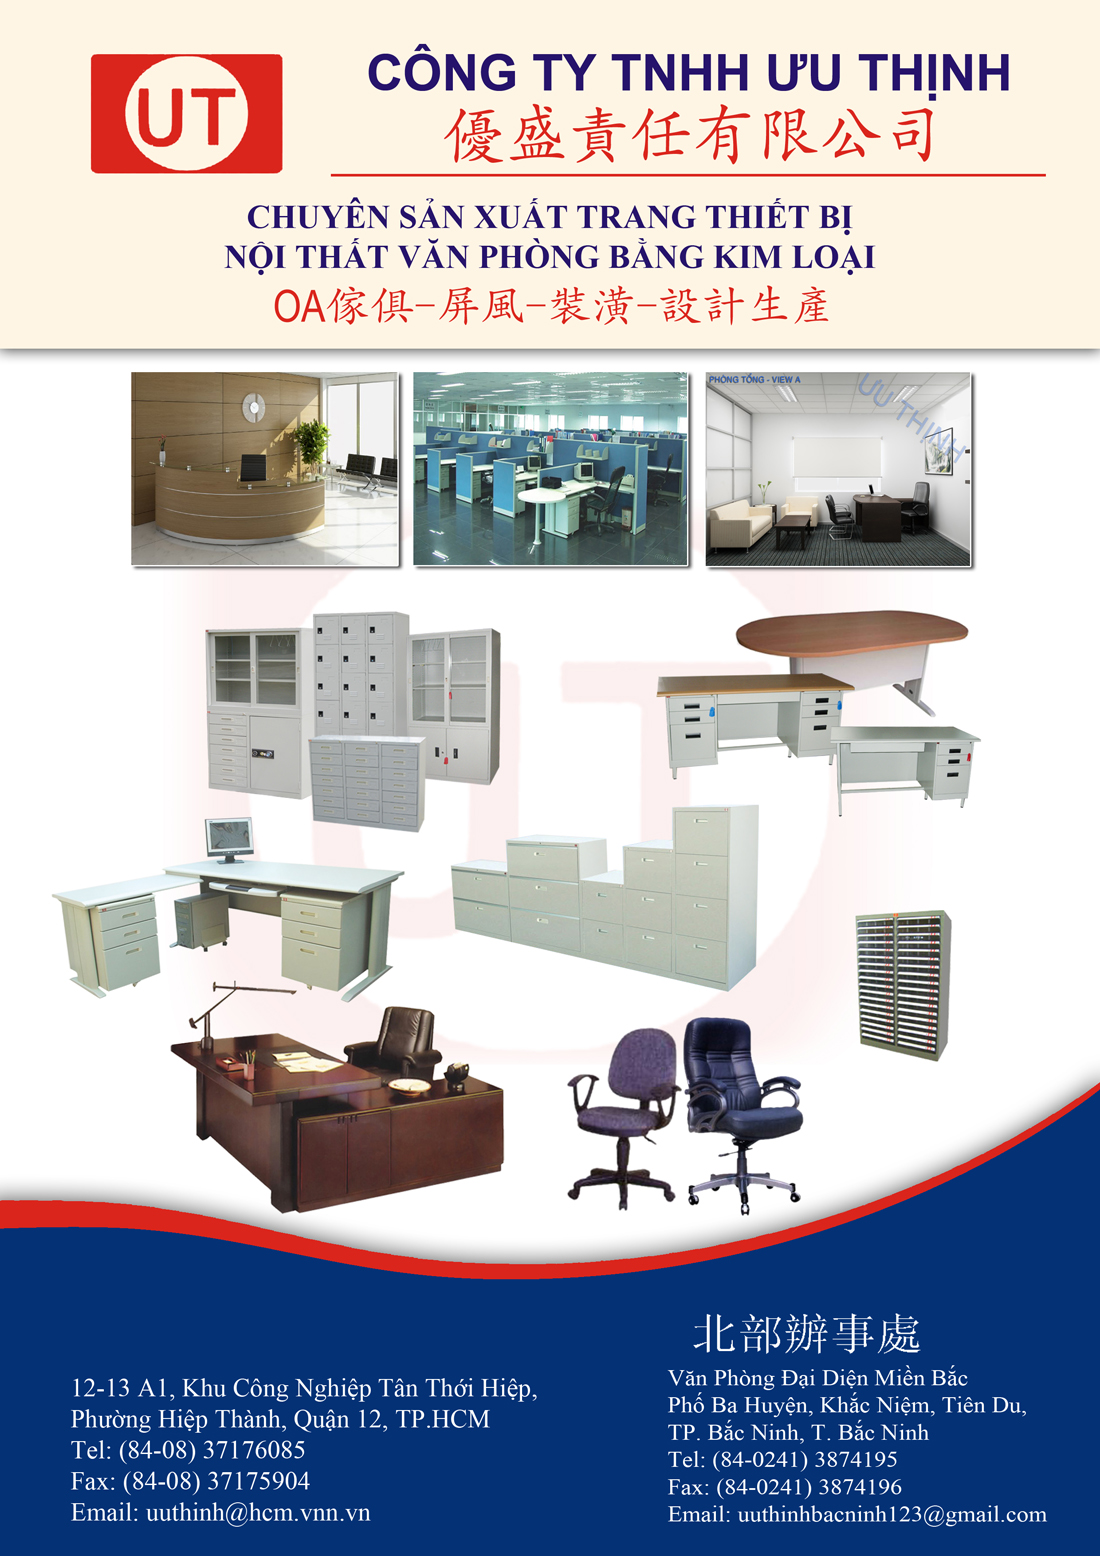 UT
CÔNG TY TNHH ƯU THỊNH
優盛責任有限公司
CHUYÊN SẢN XUẤT TRANG THIẾT BỊ
NỘI THẤT VĂN PHÒNG BẰNG KIM LOẠI
OA傢俱-屏風-裝潢-設計生產
PHÒNG TỔNG - VIEW A
ƯU THỊNH
UT
北部辦事處
12-13 A1, Khu Công Nghiệp Tân Thới Hiệp,
Phường Hiệp Thành, Quận 12, TP.HCM
Tel: (84-08) 37176085
Fax: (84-08) 37175904
Email: uuthinh@hcm.vnn.vn
Văn Phòng Đại Diện Miền Bắc
Phố Ba Huyện, Khắc Niệm, Tiên Du,
TP. Bắc Ninh, T. Bắc Ninh
Tel: (84-0241) 3874195
Fax: (84-0241) 3874196
Email: uuthinhbacninh123@gmail.com